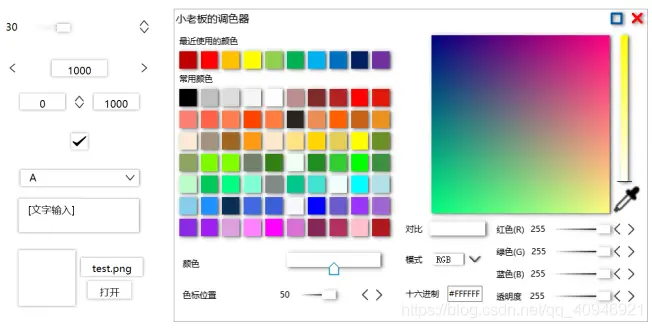 30
1000
0
1000
A
[文字输入]
test.png
打开
小老板的调色器
最近使用的颜色
常用颜色
颜色
色标位置
50
对比
模式
RGB
十六进制
#FFFFFF
红色(R)
255
绿色(G)
255
蓝色(B)
255
透明度
255
https://blog.csdn.net/qq_40946921